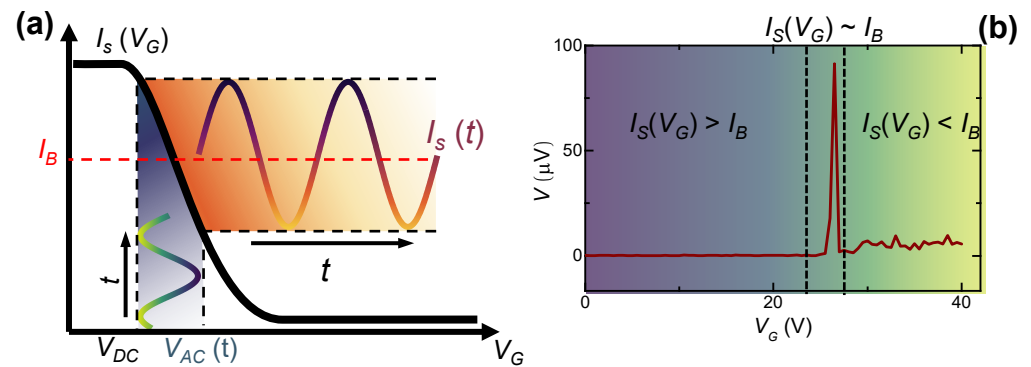 (a)
I_s (V_G)
I_B
I_s (t)
t
t
V_DC
V_AC (t)
V_G
I_S(V_G) ~ I_B
(b)
I_S(V_G) > I_B
I_S(V_G) < I_B
V (μV)
100
50
0
0
20
40
V_G (V)